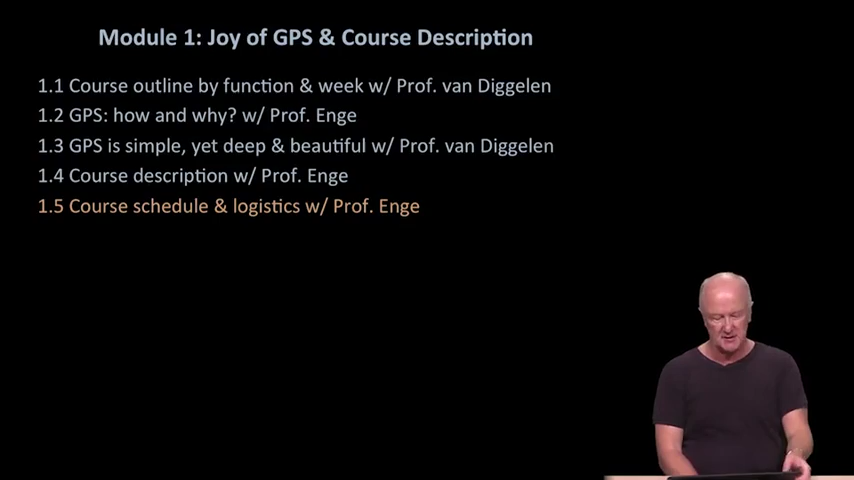 Module 1: Joy of GPS & Course Description
1.1 Course outline by function & week w/ Prof. van Diggelen
1.2 GPS: how and why? w/ Prof. Enge
1.3 GPS is simple, yet deep & beautiful w/ Prof. van Diggelen
1.4 Course description w/ Prof. Enge
1.5 Course schedule & logistics w/ Prof. Enge